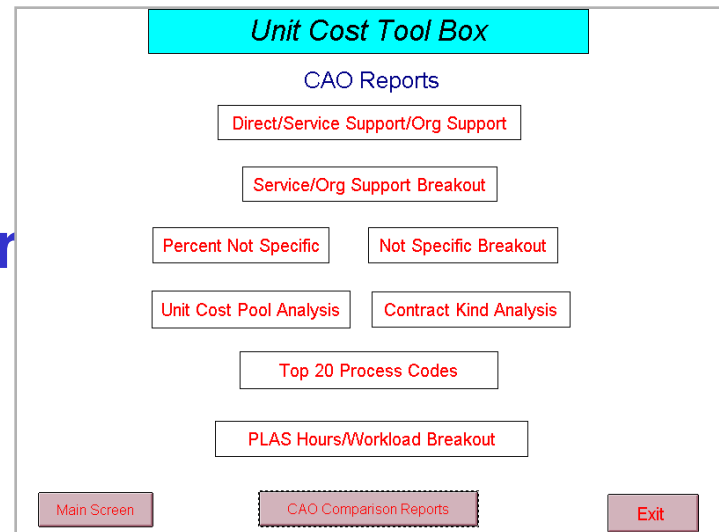 Unit Cost Tool Box
CAO Reports
Direct/Service Support/Org Support
Service/Org Support Breakout
Percent Not Specific Not Specific Breakout
Unit Cost Pool Analysis Contract Kind Analysis
Top 20 Process Codes
PLAS Hours/Workload Breakout
Main Screen CAO Comparison Reports Exit